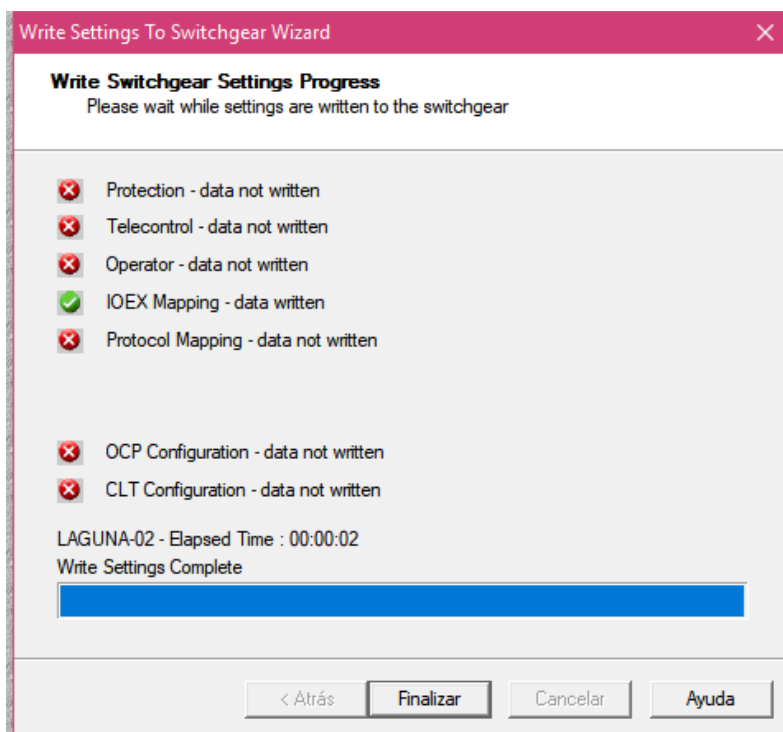 Write Settings To Switchgear Wizard
Write Switchgear Settings Progress
Please wait while settings are written to the switchgear
Protection - data not written
Telecontrol - data not written
Operator - data not written
IOEX Mapping - data written
Protocol Mapping - data not written
OCP Configuration - data not written
CLT Configuration - data not written
LAGUNA-02 - Elapsed Time : 00:00:02
Write Settings Complete
< Atrás Finalizar Cancelar Ayuda